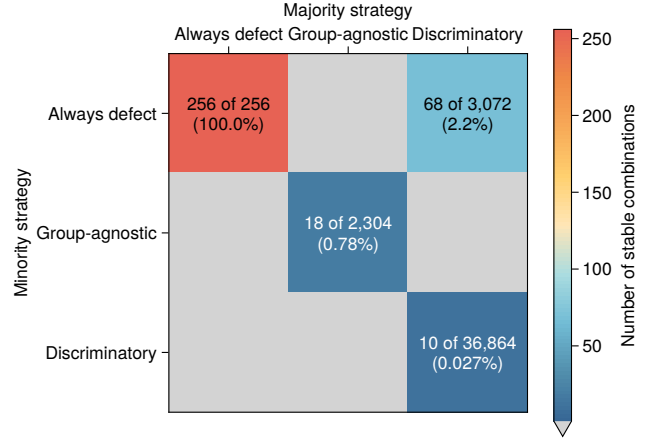 Majority strategy
Always defect Group-agnostic Discriminatory
Minority strategy
Always defect
Group-agnostic
Discriminatory
256 of 256
(100.0%)
68 of 3,072
(2.2%)
18 of 2,304
(0.78%)
10 of 36,864
(0.027%)
250
200
150
100
50
Number of stable combinations